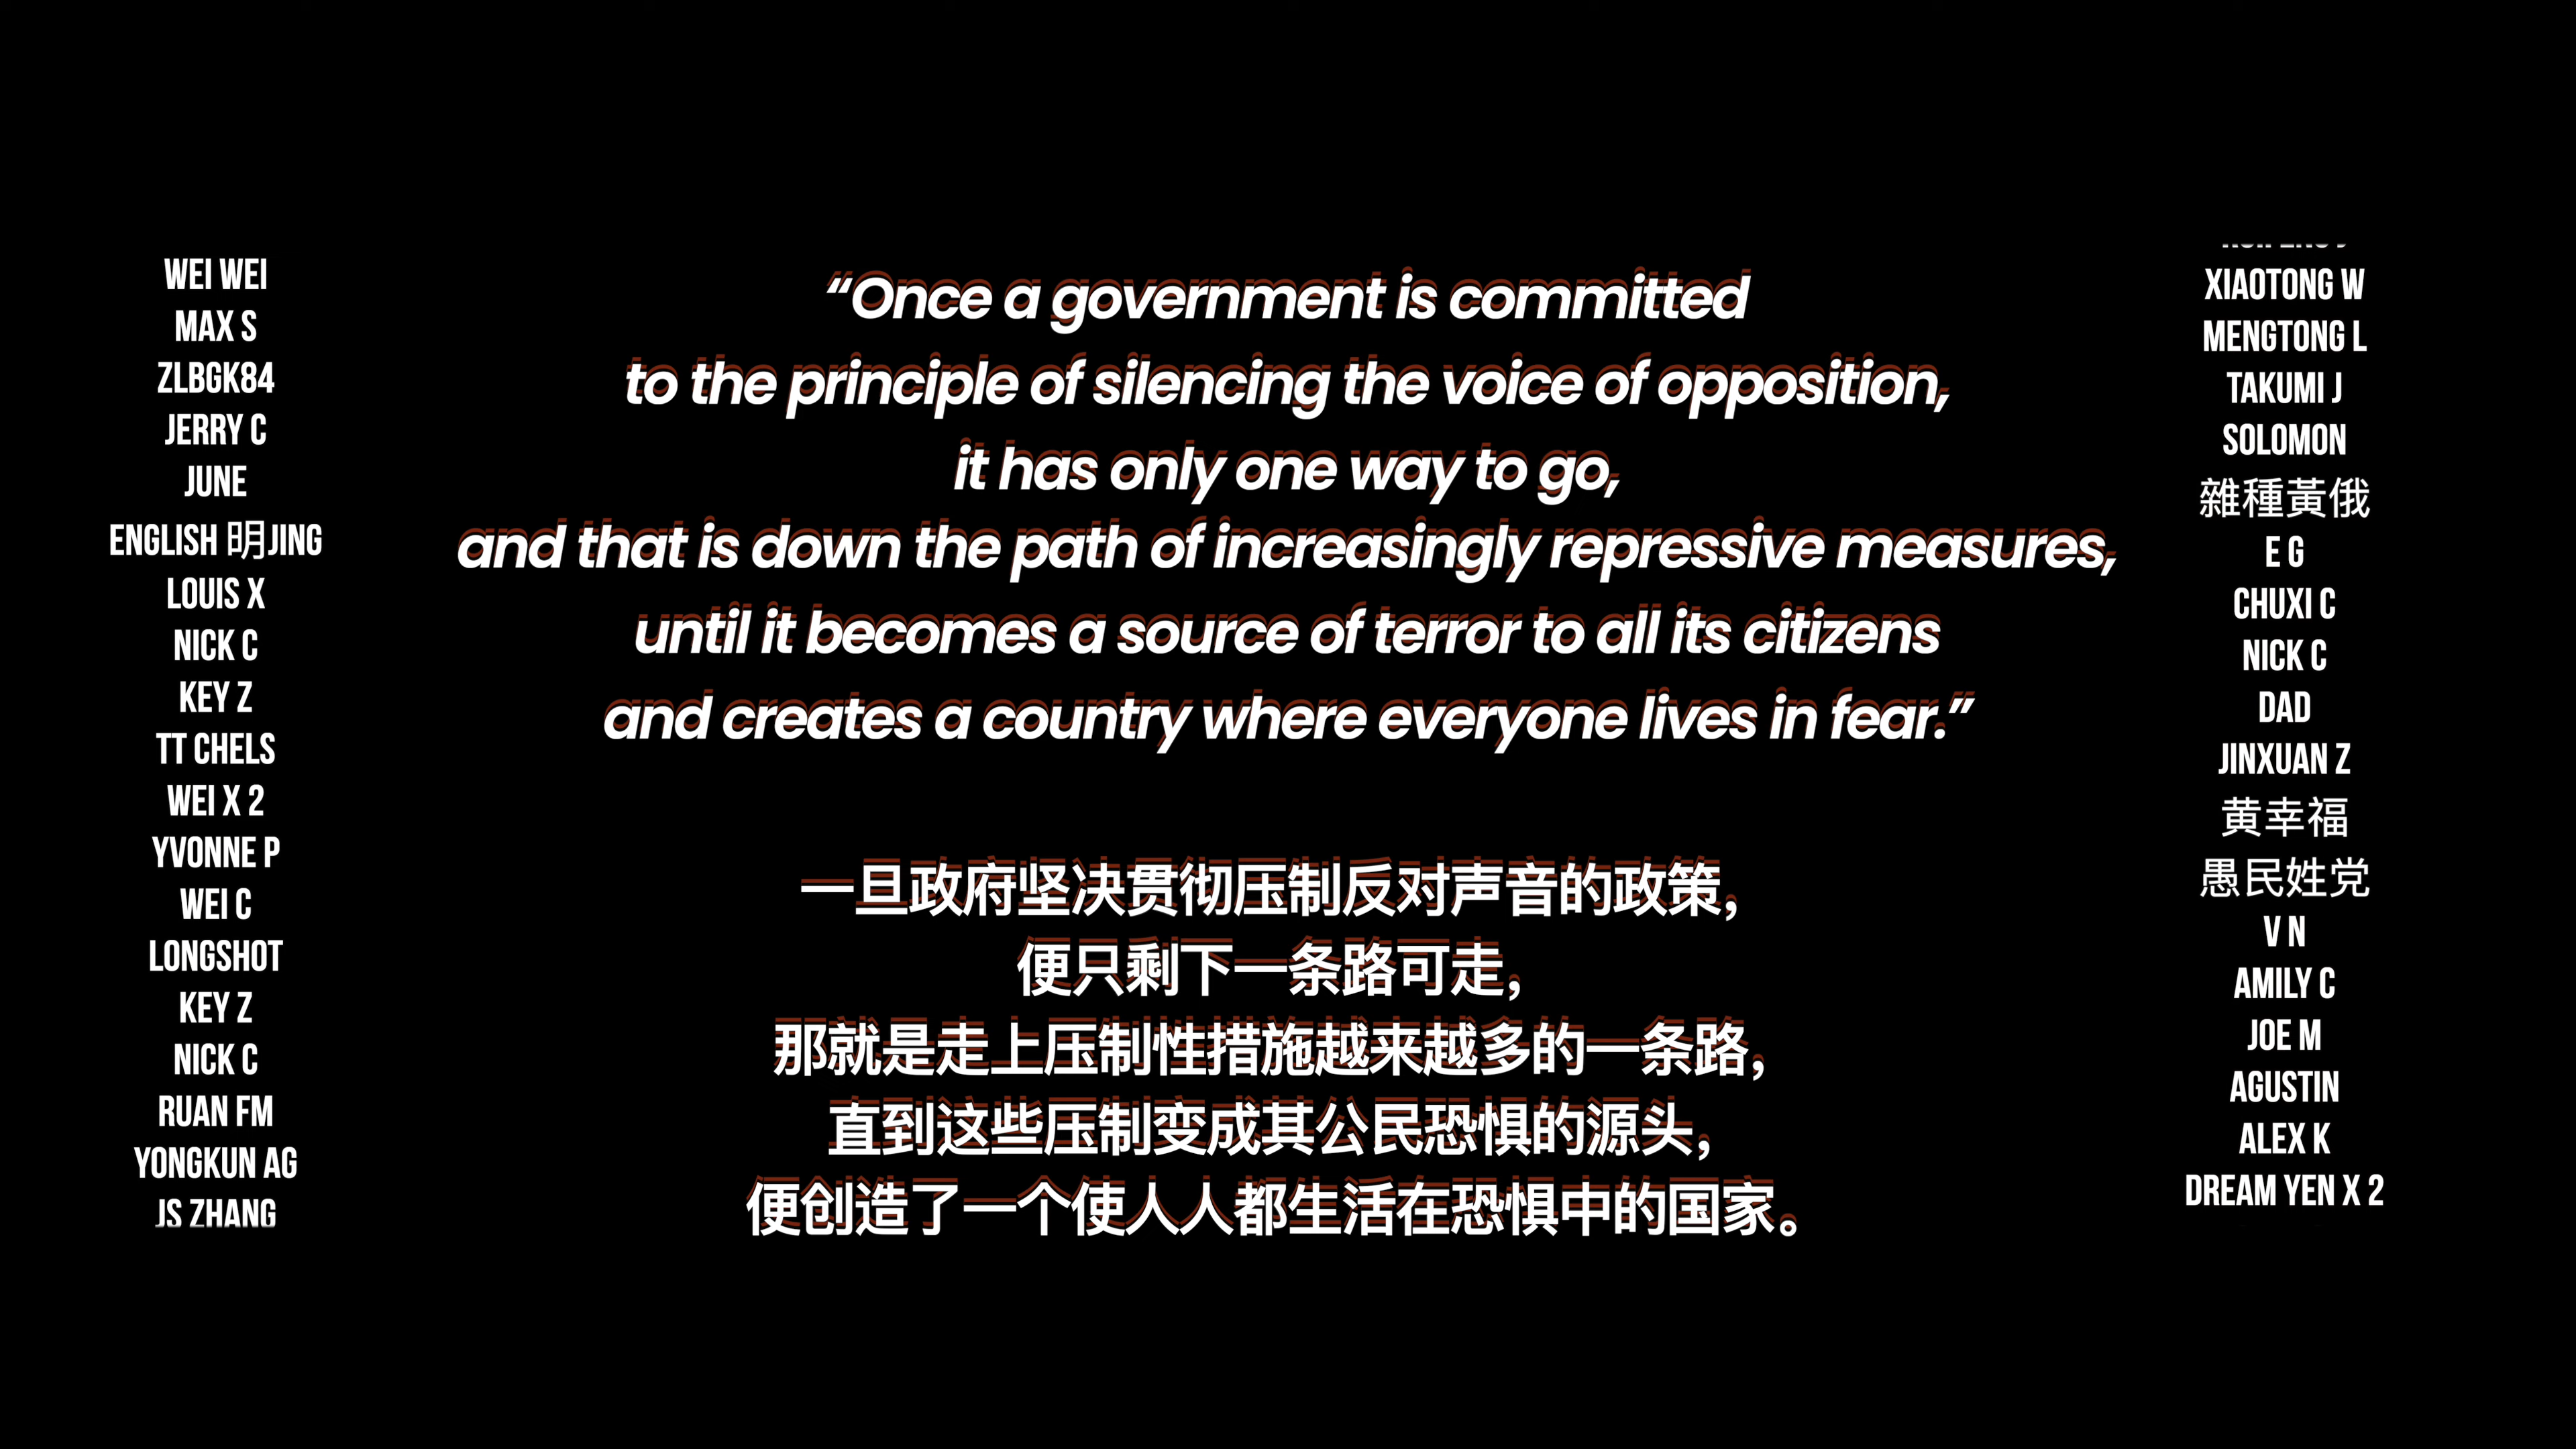 WEI WEI
MAX S
ZLBGK84
JERRY C
JUNE
ENGLISH 明JING
LOUIS X
NICK C
KEY Z
TT CHELS
WEI X 2
YVONNE P
WEI C
LONGSHOT
KEY Z
NICK C
RUAN FM
YONGKUN AG
JS ZHANG
“Once a government is committed
to the principle of silencing the voice of opposition,
it has only one way to go,
and that is down the path of increasingly repressive measures,
until it becomes a source of terror to all its citizens
and creates a country where everyone lives in fear.”
一旦政府坚决贯彻压制反对声音的政策，
便只剩下一条路可走，
那就是走上压制性措施越来越多的一条路，
直到这些压制变成其公民恐惧的源头，
便创造了一个使人人都生活在恐惧中的国家。
XIAOTONG W
MENGTONG L
TAKUMI J
SOLOMON
雜種黃俄
E G
CHUXI C
NICK C
DAD
JINXUAN Z
黄幸福
愚民姓党
V N
AMILY C
JOE M
AGUSTIN
ALEX K
DREAM YEN X 2